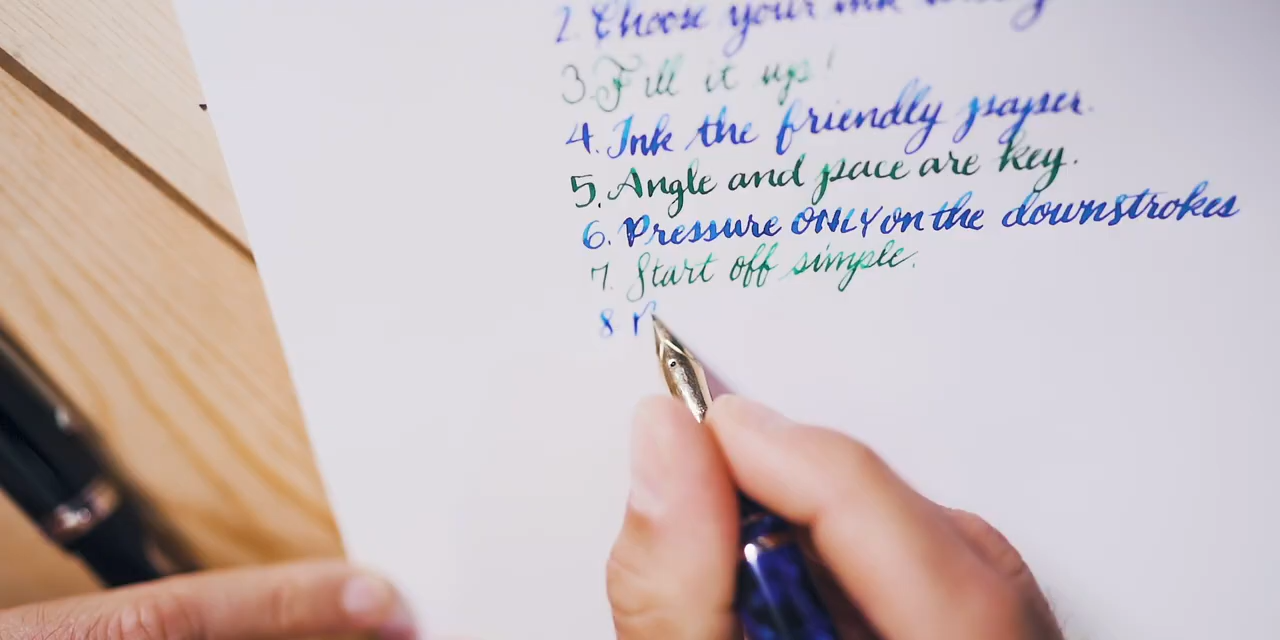 2. Choose your ink
3. Fill it up!
4. Ink the friendly paper.
5. Angle and pace are key.
6. Pressure ONLY on the downstrokes
7. Start off simple.
8